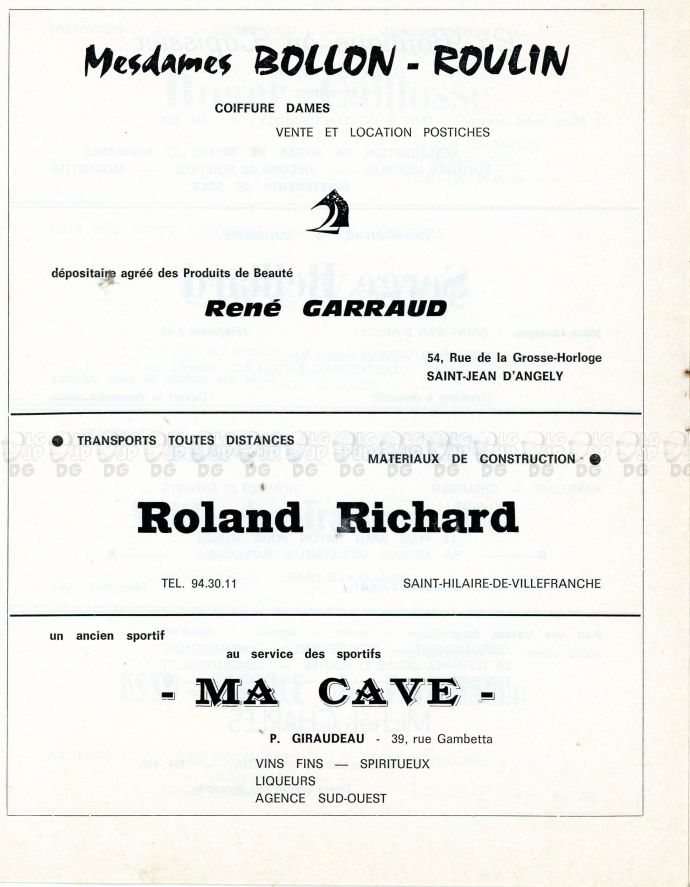 Mesdames BOLLON - ROULIN
COIFFURE DAMES
VENTE ET LOCATION POSTICHES
dépositaire agréé des Produits de Beauté
René GARRAUD
54, Rue de la Grosse-Horloge
SAINT-JEAN D'ANGELY
TRANSPORTS TOUTES DISTANCES
MATERIAUX DE CONSTRUCTION
Roland Richard
TEL. 94.30.11 SAINT-HILAIRE-DE-VILLEFRANCHE
un ancien sportif
au service des sportifs
- MA CAVE -
P. GIRAUDEAU - 39, rue Gambetta
VINS FINS — SPIRITUEUX
LIQUEURS
AGENCE SUD-OUEST